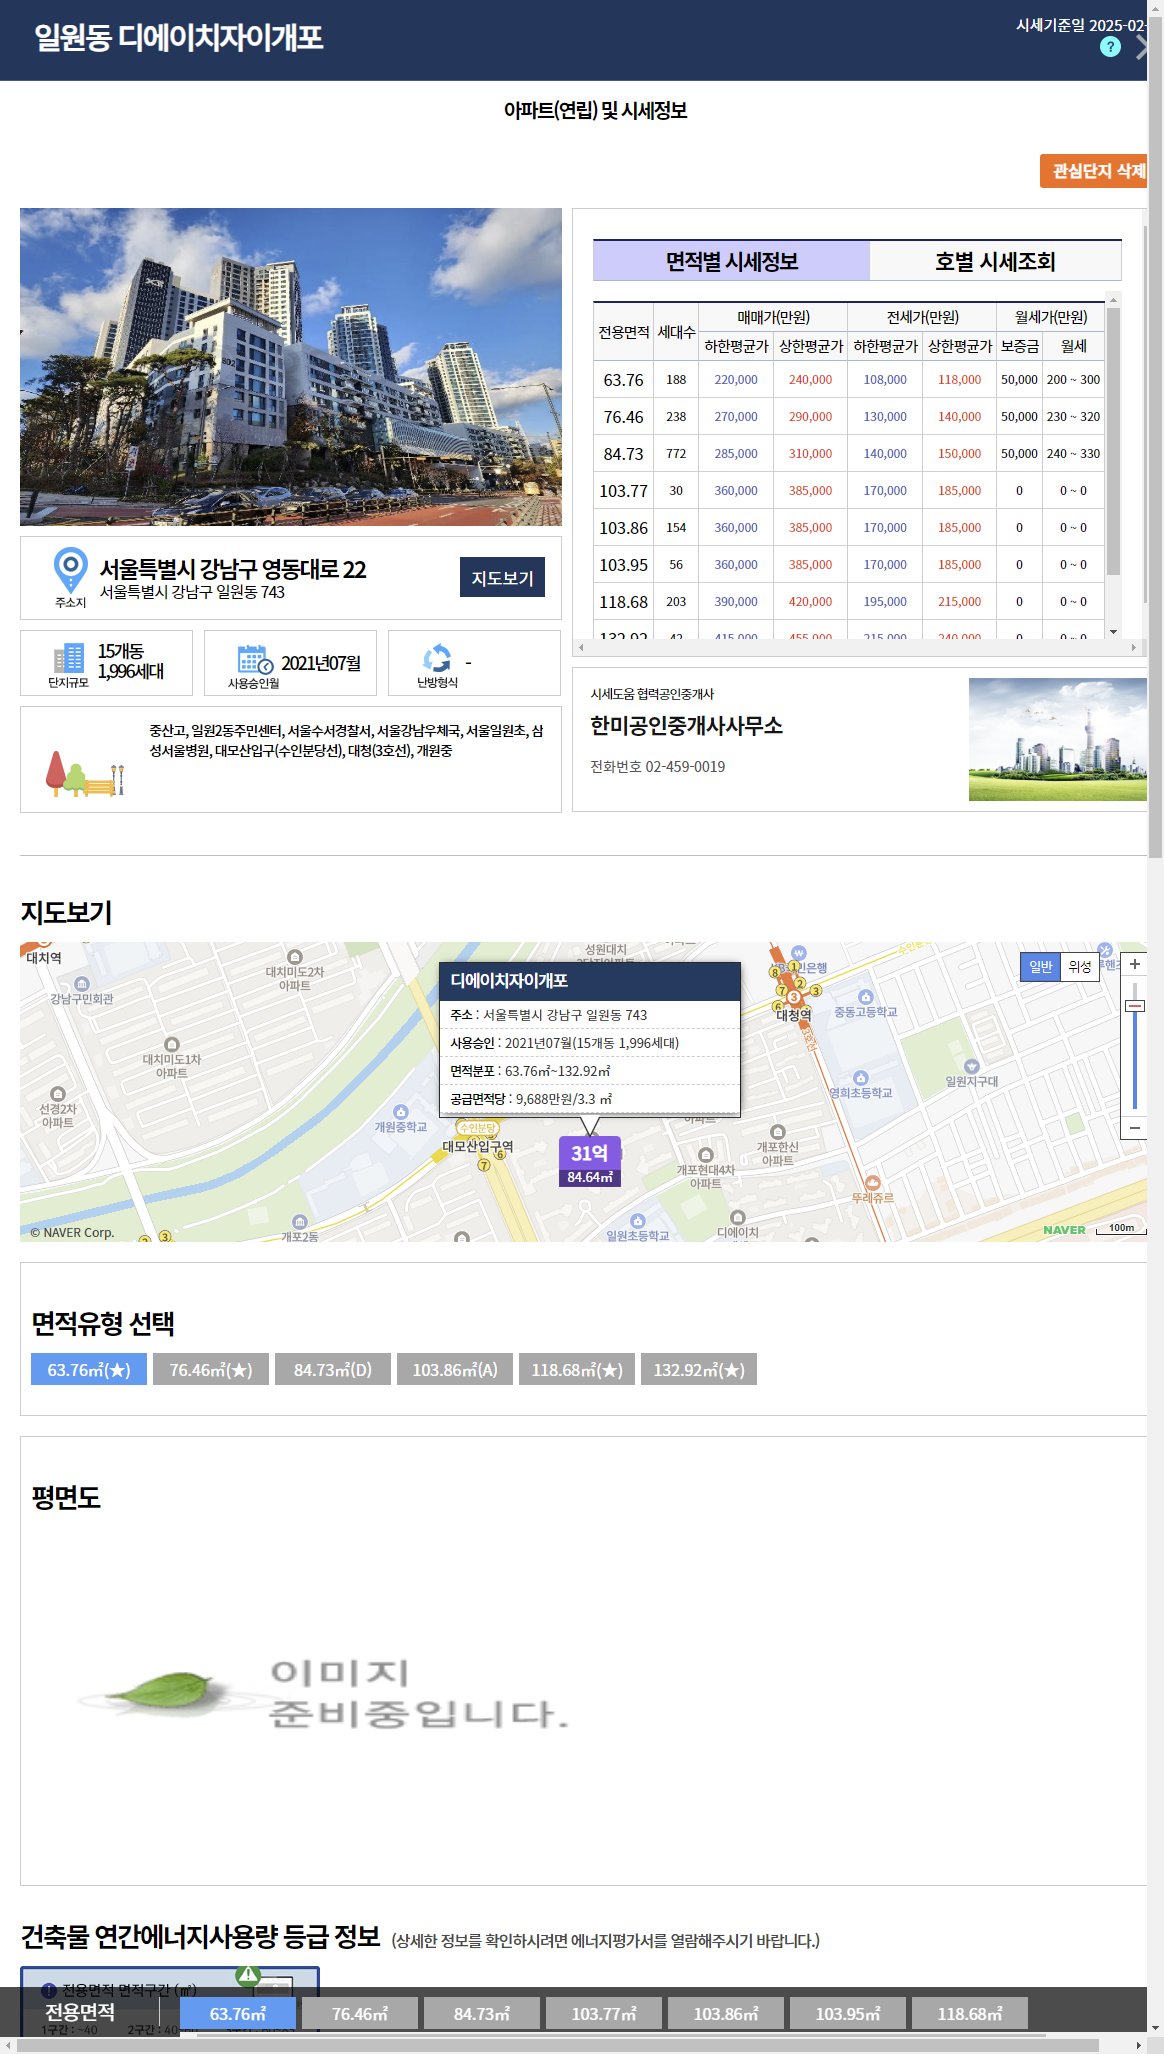 일원동 디에이치자이개포
시세기준일 2025-02-
?
아파트(연립) 및 시세정보
관심단지 삭제
802
주소지
서울특별시 강남구 영동대로 22
서울특별시 강남구 일원동 743
지도보기
단지규모
15개동
1,996세대
사용승인월
2021년07월
난방형식
-
중산고, 일원2동주민센터, 서울수서경찰서, 서울강남우체국, 서울일원초, 삼
성서울병원, 대모산입구(수인분당선), 대청(3호선), 개원중
면적별 시세정보 호별 시세조회
전용면적 세대수 매매가(만원) 전세가(만원) 월세가(만원)
하한평균가 상한평균가 하한평균가 상한평균가 보증금 월세
63.76 188 220,000 240,000 108,000 118,000 50,000 200 ~ 300
76.46 238 270,000 290,000 130,000 140,000 50,000 230 ~ 320
84.73 772 285,000 310,000 140,000 150,000 50,000 240 ~ 330
103.77 30 360,000 385,000 170,000 185,000 0 0 ~ 0
103.86 154 360,000 385,000 170,000 185,000 0 0 ~ 0
103.95 56 360,000 385,000 170,000 185,000 0 0 ~ 0
118.68 203 390,000 420,000 195,000 215,000 0 0 ~ 0
132.92 42 415,000 455,000 215,000 240,000 0 0 ~ 0
시세도움 협력공인중개사
한미공인중개사사무소
전화번호 02-459-0019
지도보기
대치역
강남구민회관
대치미도2차
아파트
대치미도1차
아파트
선경2차
아파트
개원중학교
성원대치
수인분당
대모산입구역
7
6
개포2동
2
3
디에이치자이개포
주소 : 서울특별시 강남구 일원동 743
사용승인 : 2021년07월(15개동 1,996세대)
면적분포 : 63.76㎡~132.92㎡
공급면적당 : 9,688만원/3.3 ㎡
31억
84.64㎡
8
1
2
7
3
3
6
대청역
3호선
중동고등학교
영희초등학교
일원지구대
개포한신
아파트
개포현대4차
아파트
뚜레쥬르
일원초등학교
디에이치
일반 위성
+
−
© NAVER Corp.
NAVER
100m
면적유형 선택
63.76㎡(★) 76.46㎡(★) 84.73㎡(D) 103.86㎡(A) 118.68㎡(★) 132.92㎡(★)
평면도
이미지
준비중입니다.
건축물 연간에너지사용량 등급 정보 (상세한 정보를 확인하시려면 에너지평가서를 열람해주시기 바랍니다.)
전용면적 면적구간 (㎡)
1구간 : ~40
전용면적 63.76㎡ 76.46㎡ 84.73㎡ 103.77㎡ 103.86㎡ 103.95㎡ 118.68㎡